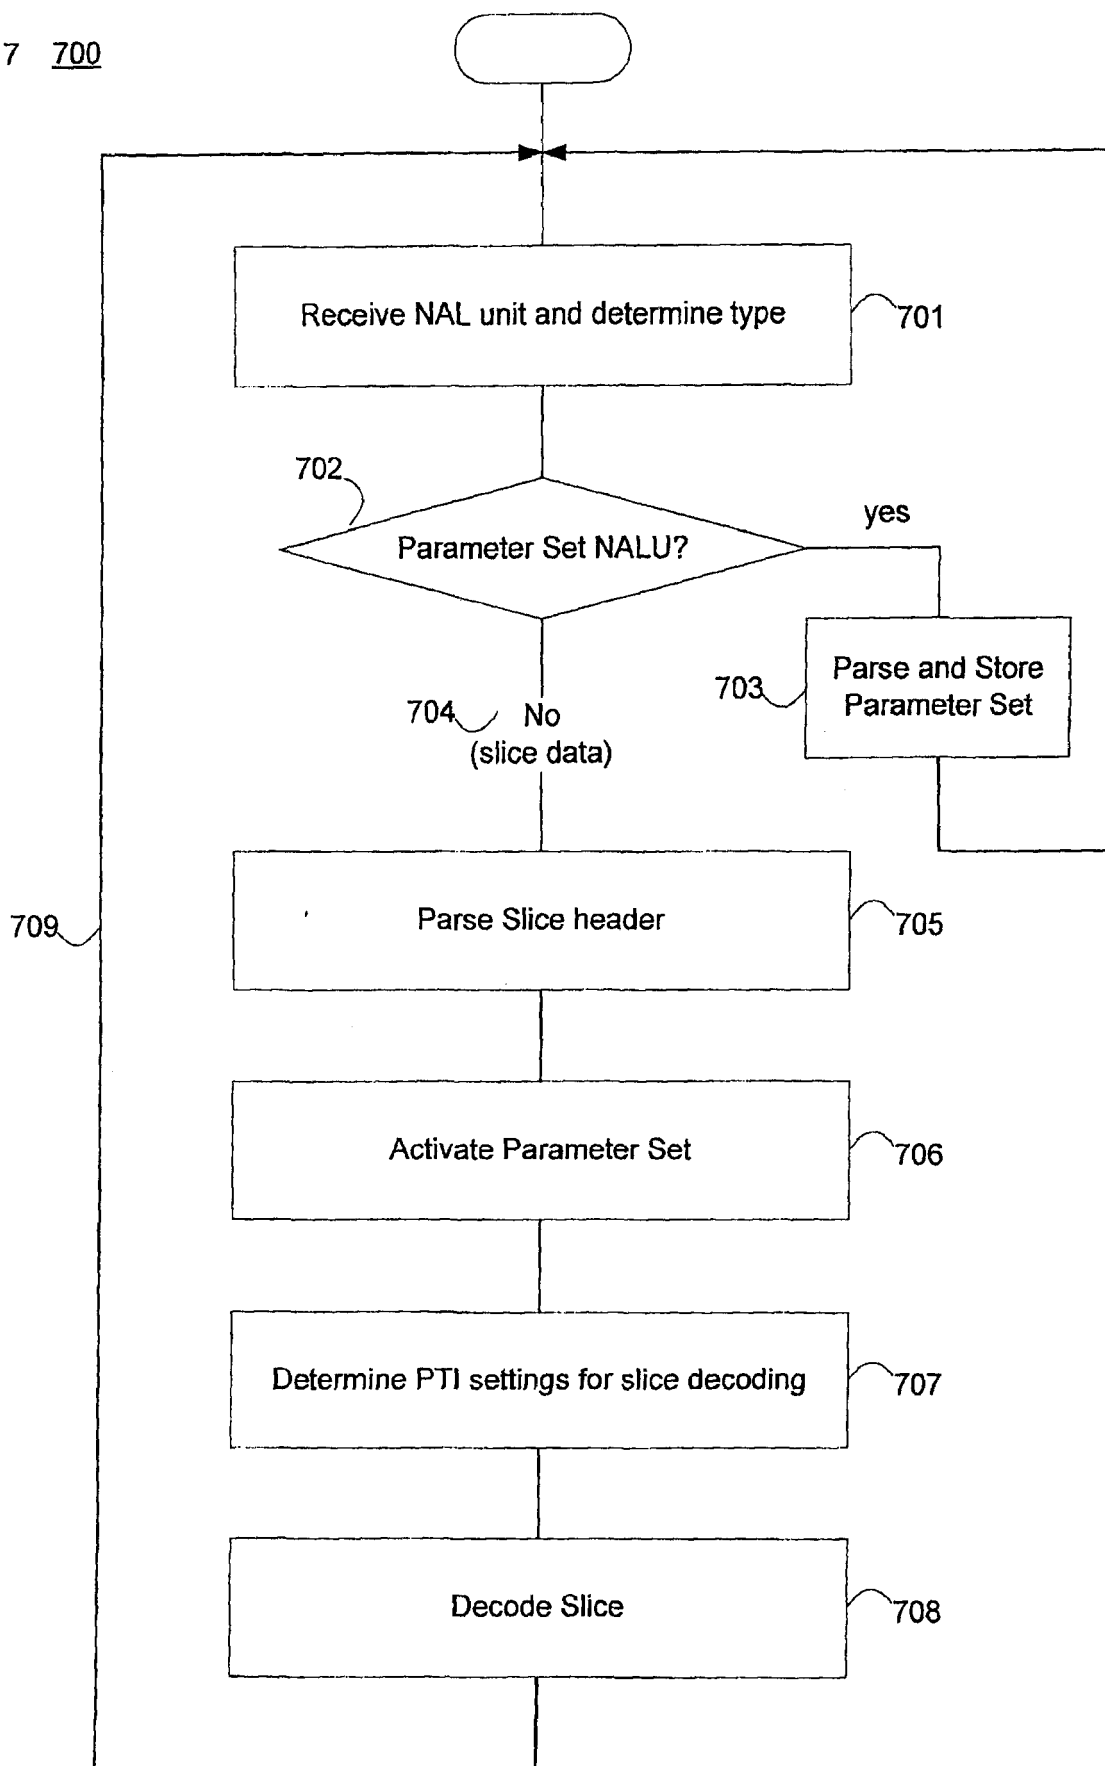 7 700
Receive NAL unit and determine type
701
702
Parameter Set NALU?
yes
Parse and Store
Parameter Set
703
704
No
(slice data)
Parse Slice header
705
709
Activate Parameter Set
706
Determine PTI settings for slice decoding
707
Decode Slice
708